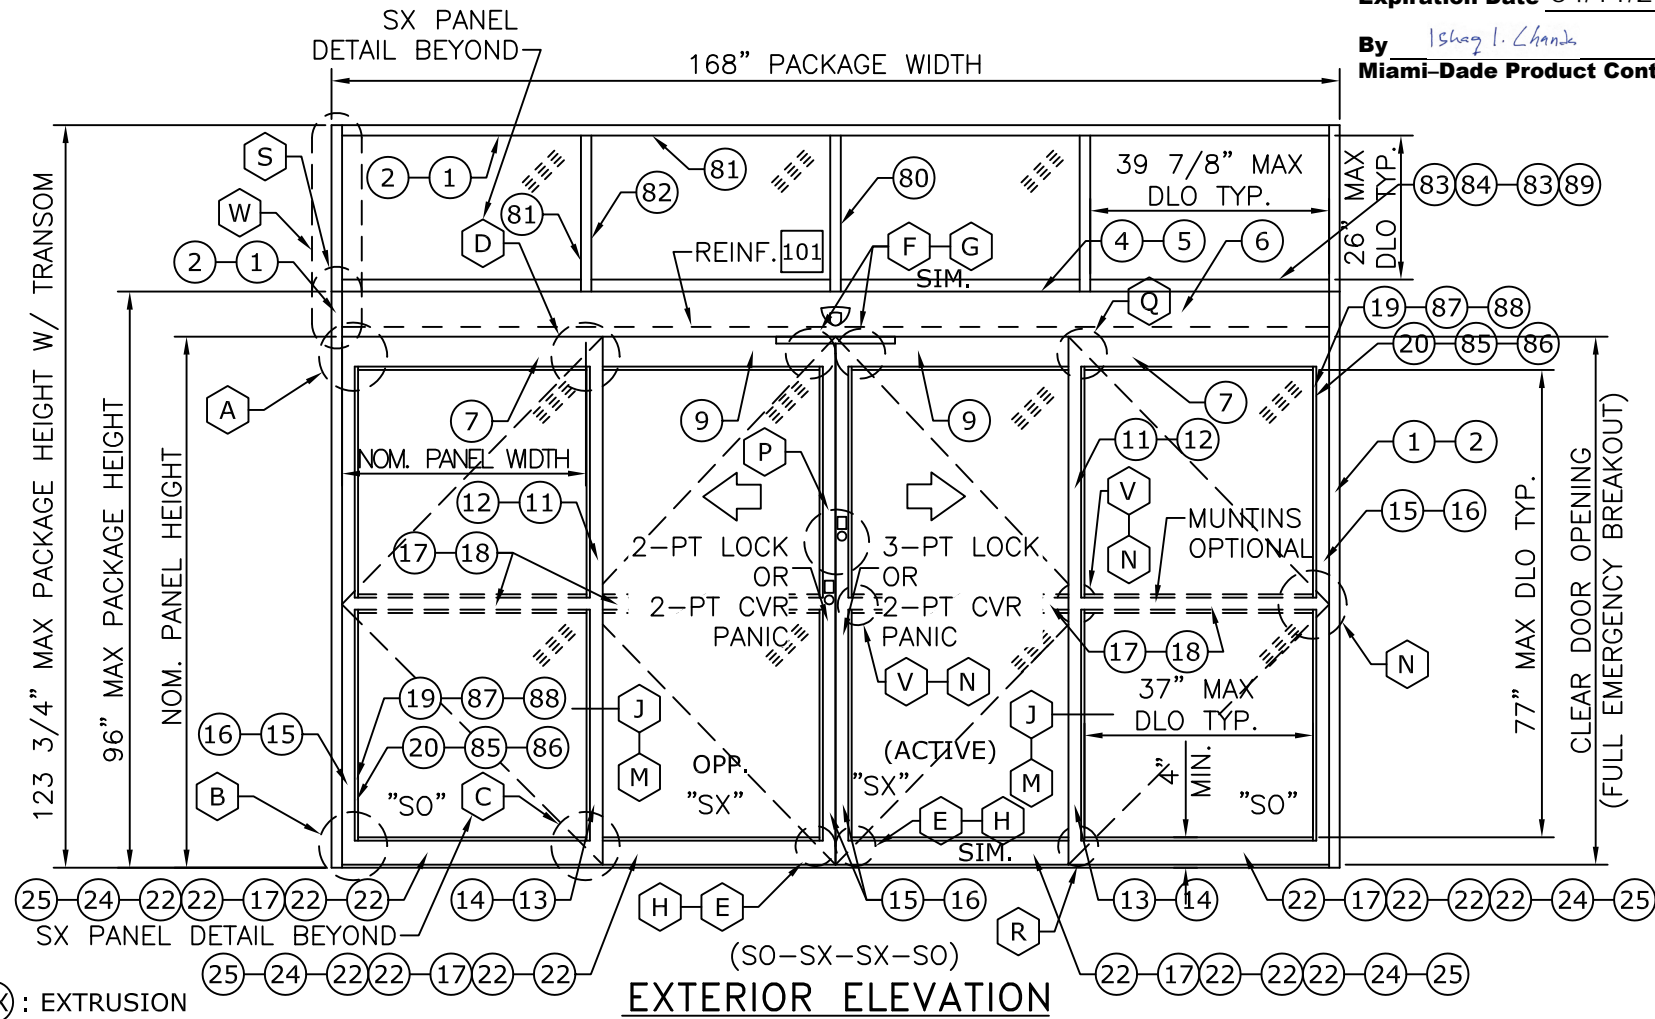 Expiration Date
By Ishaq I. Chanda
Miami–Dade Product Cont
SX PANEL
DETAIL BEYOND
168” PACKAGE WIDTH
S
W
2 1
2 1
81
81
82
80
D
REINF. 101
F G
SIM.
39 7/8” MAX
DLO TYP.
26” MAX
DLO TYP.
83 84 83 89
4 5
6
Q
19 87 88
20 85 86
123 3/4” MAX PACKAGE HEIGHT W/ TRANSOM
96” MAX PACKAGE HEIGHT
NOM. PANEL HEIGHT
A
7
9
9
7
NOM. PANEL WIDTH
P
11 12
12 11
V
N
1 2
15 16
MUNTINS
OPTIONAL
17 18
2-PT LOCK
OR
2-PT CVR
PANIC
3-PT LOCK
OR
2-PT CVR
PANIC
17 18
V N
N
77” MAX DLO TYP.
CLEAR DOOR OPENING
(FULL EMERGENCY BREAKOUT)
37” MAX
DLO TYP.
19 87 88
20 85 86
J
M
J
M
16 15
B
"SO"
C
OPP.
"SX"
(ACTIVE)
"SX"
4”
MIN.
"SO"
E H
SIM.
25 24 22 22 17 22 22
14 13
H E
15 16
R
13 14
22 17 22 22 22 24 25
SX PANEL DETAIL BEYOND
25 24 22 22 17 22 22
(SO-SX-SX-SO)
22 17 22 22 22 24 25
: EXTRUSION
EXTERIOR ELEVATION